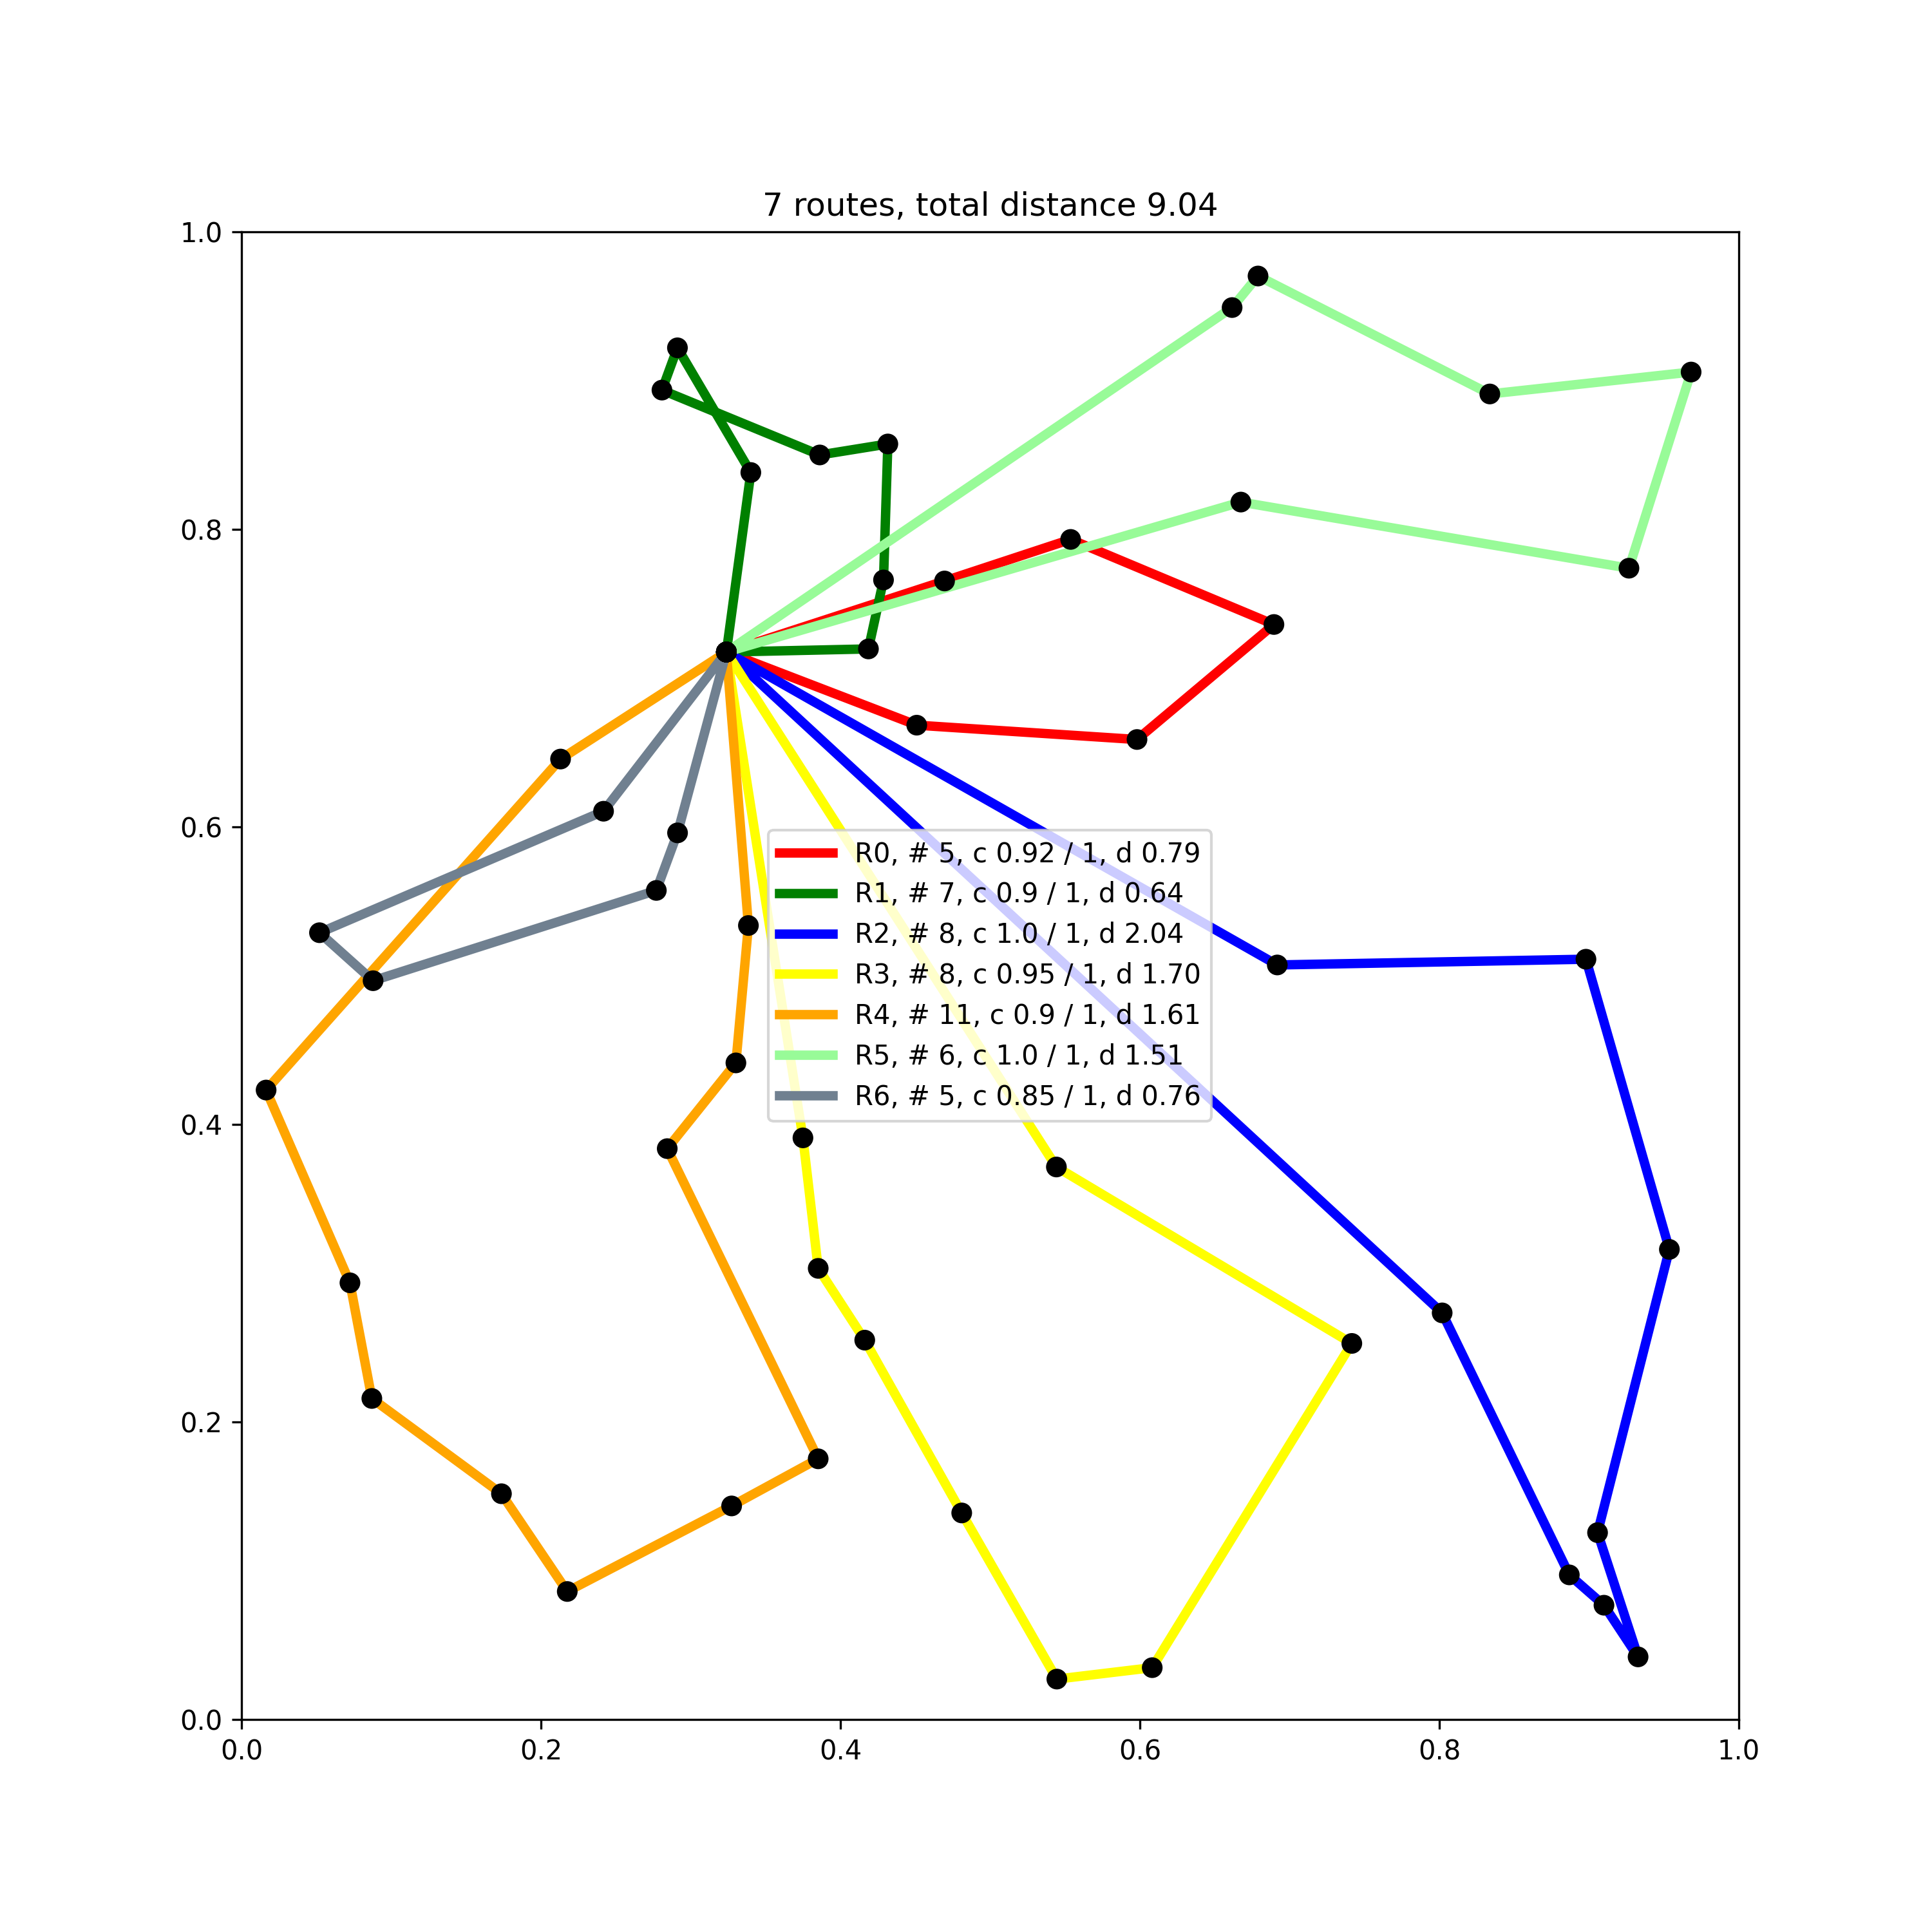 7 routes, total distance 9.04
1.0
0.8
0.6
0.4
0.2
0.0
R0, # 5, c 0.92 / 1, d 0.79
R1, # 7, c 0.9 / 1, d 0.64
R2, # 8, c 1.0 / 1, d 2.04
R3, # 8, c 0.95 / 1, d 1.70
R4, # 11, c 0.9 / 1, d 1.61
R5, # 6, c 1.0 / 1, d 1.51
R6, # 5, c 0.85 / 1, d 0.76
0.0 0.2 0.4 0.6 0.8 1.0